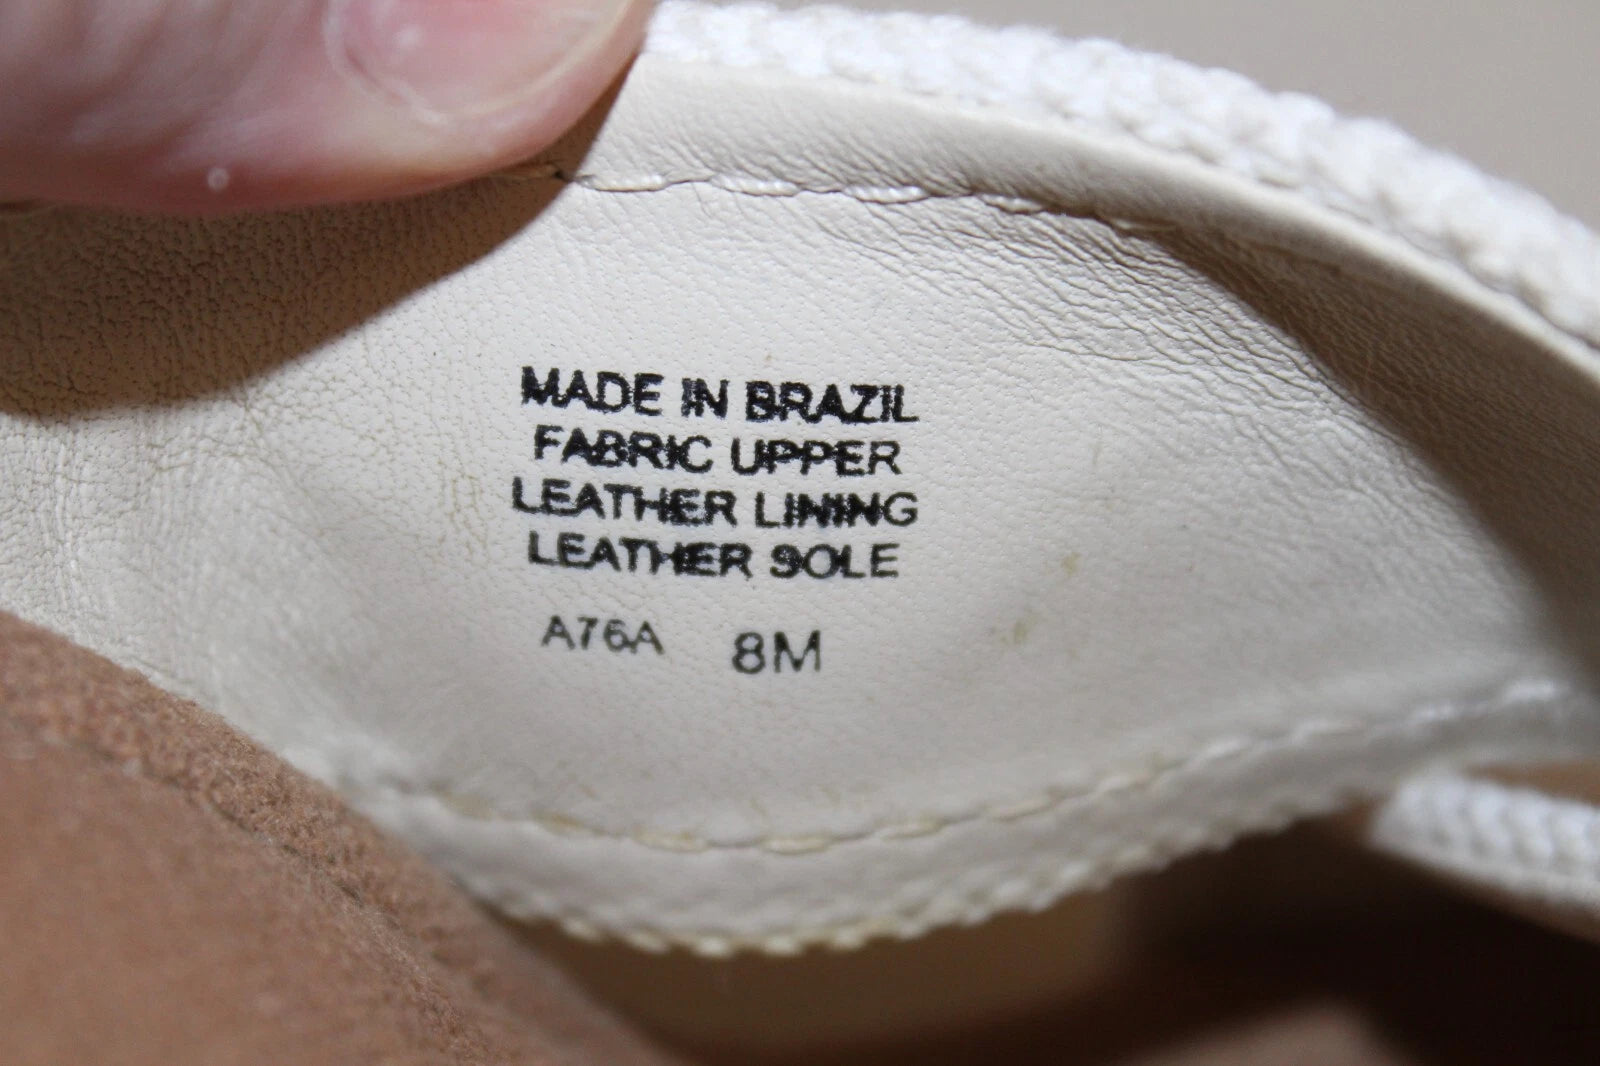 MADE IN BRAZIL
FABRIC UPPER
LEATHER LINING
LEATHER SOLE
A76A 8M